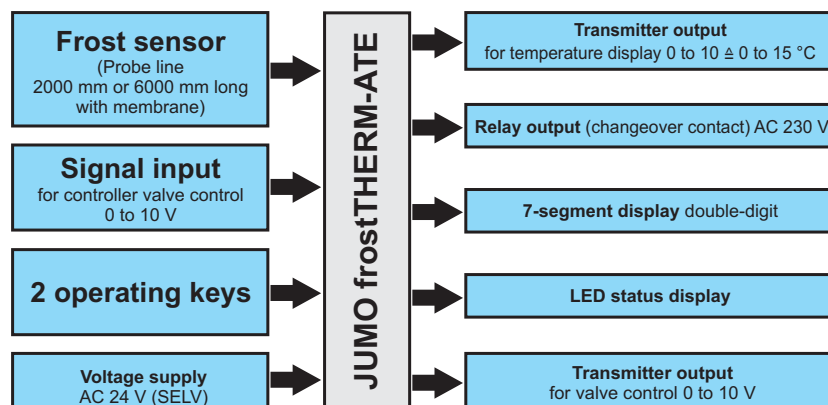 Frost sensor
(Probe line
2000 mm or 6000 mm long
with membrane)
Signal input
for controller valve control
0 to 10 V
2 operating keys
Voltage supply
AC 24 V (SELV)
JUMO frostTHERM-ATE
Transmitter output
for temperature display 0 to 10 ≙ 0 to 15 °C
Relay output (changeover contact) AC 230 V
7-segment display double-digit
LED status display
Transmitter output
for valve control 0 to 10 V